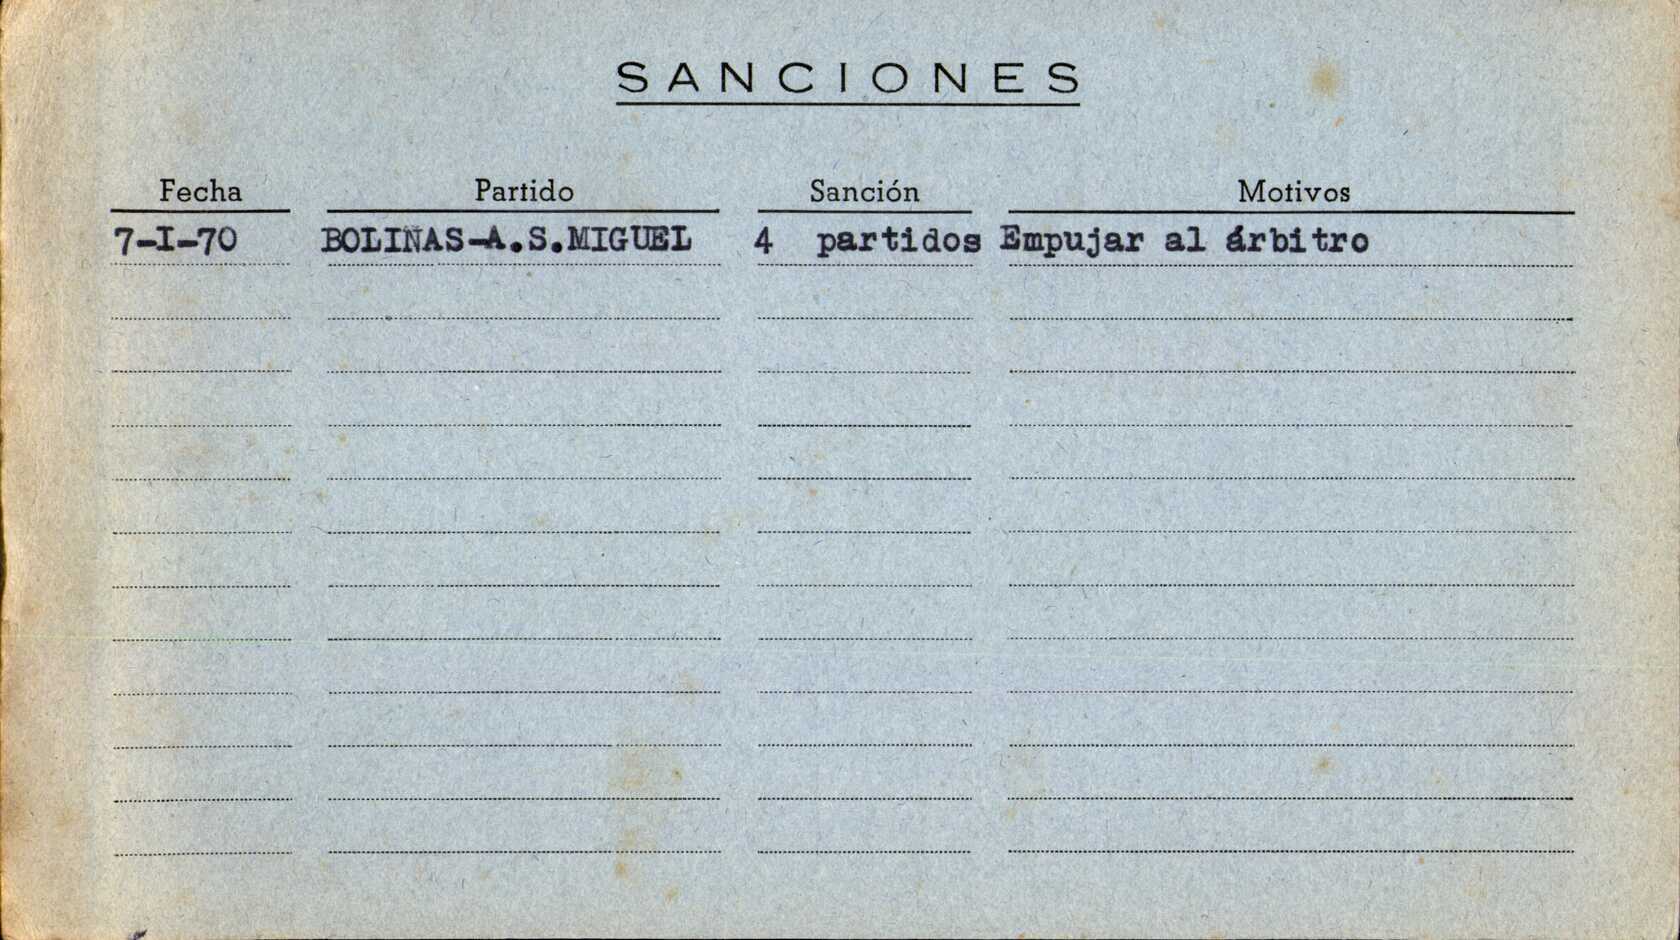 SANCIONES
Fecha Partido Sanción Motivos
7-I-70 BOLIÑAS-A.S.MIGUEL 4 partidos Empujar al árbitro